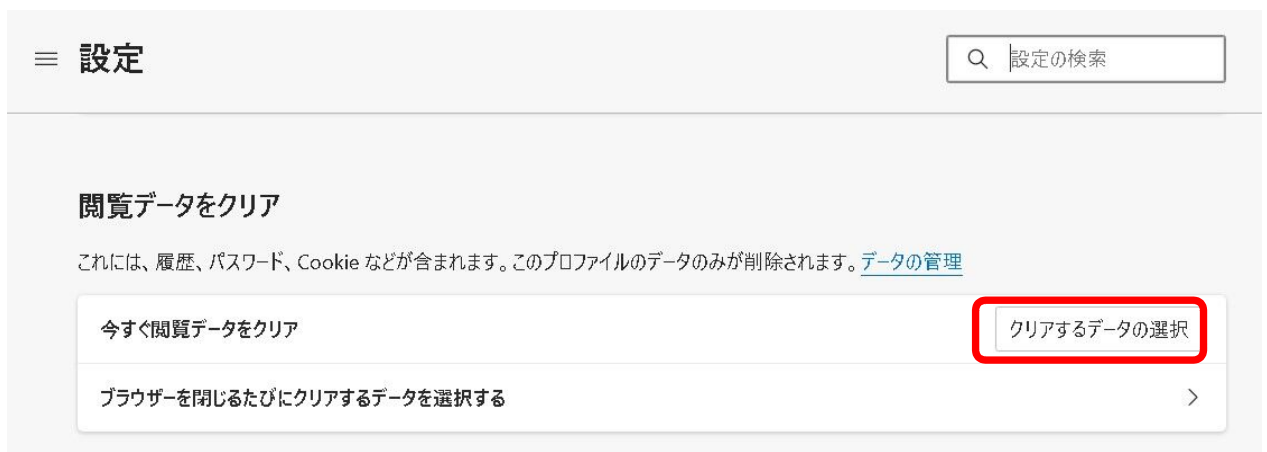 設定
設定の検索
閲覧データをクリア
これには、履歴、パスワード、Cookie などが含まれます。このプロファイルのデータのみが削除されます。データの管理
今すぐ閲覧データをクリア
クリアするデータの選択
ブラウザーを閉じるたびにクリアするデータを選択する